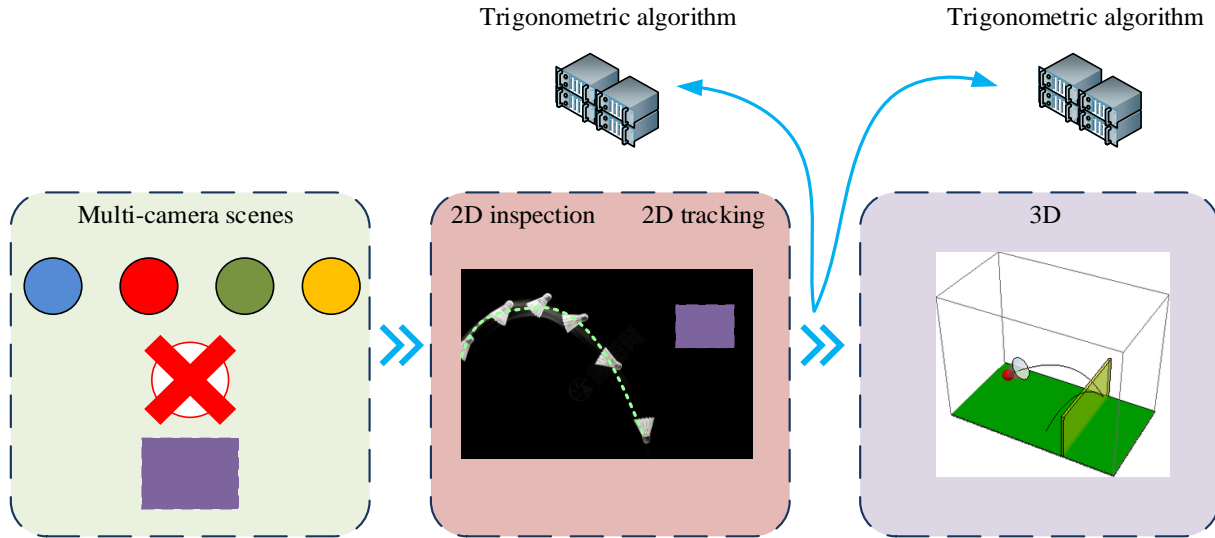 Trigonometric algorithm
Trigonometric algorithm
Multi-camera scenes
2D inspection
2D tracking
3D